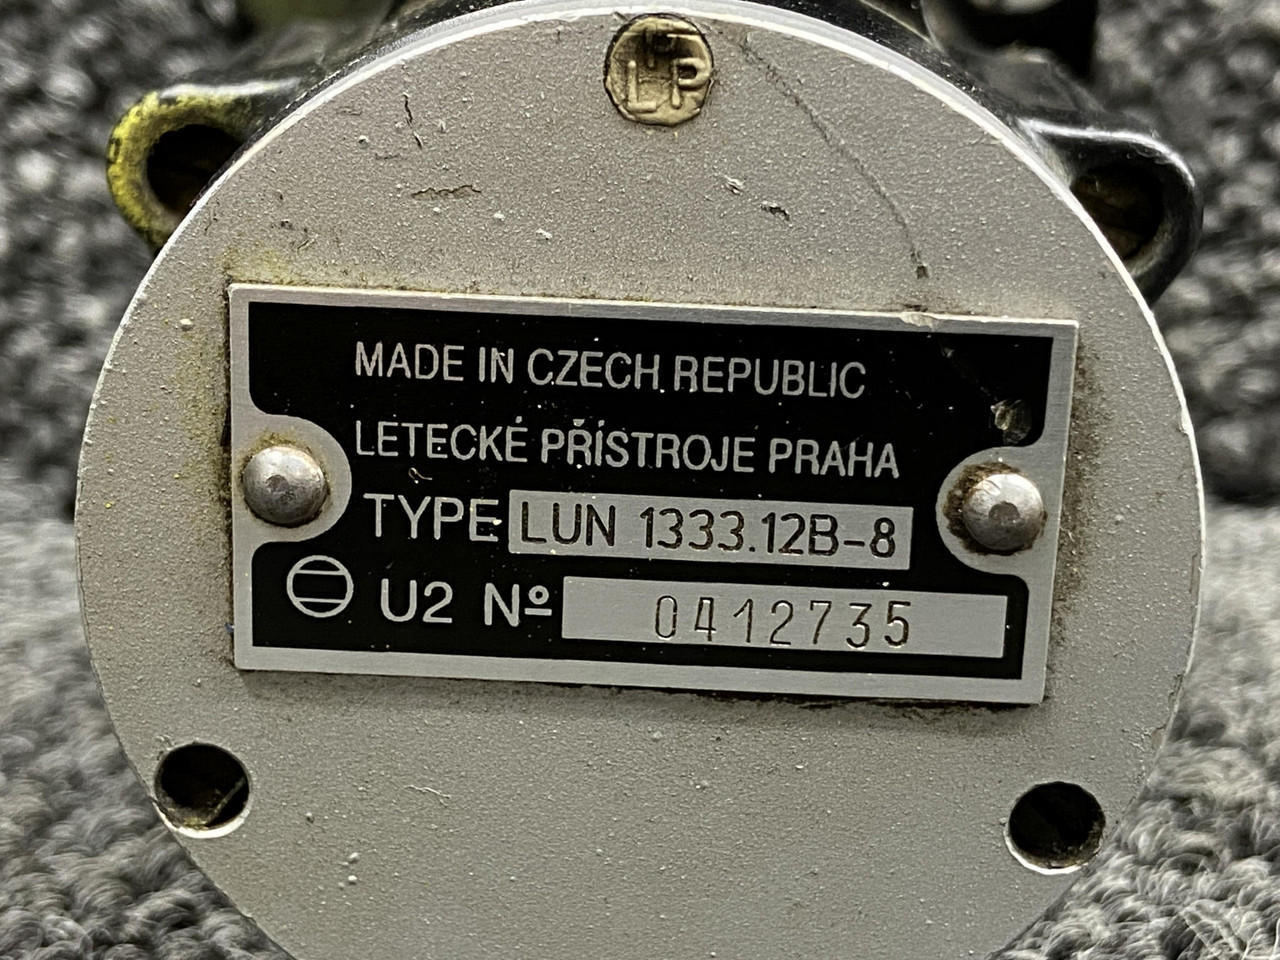 LP
MADE IN CZECH REPUBLIC
LETECKÉ PŘÍSTROJE PRAHA
TYPE LUN 1333.12B-8
U2 Nº 0412735